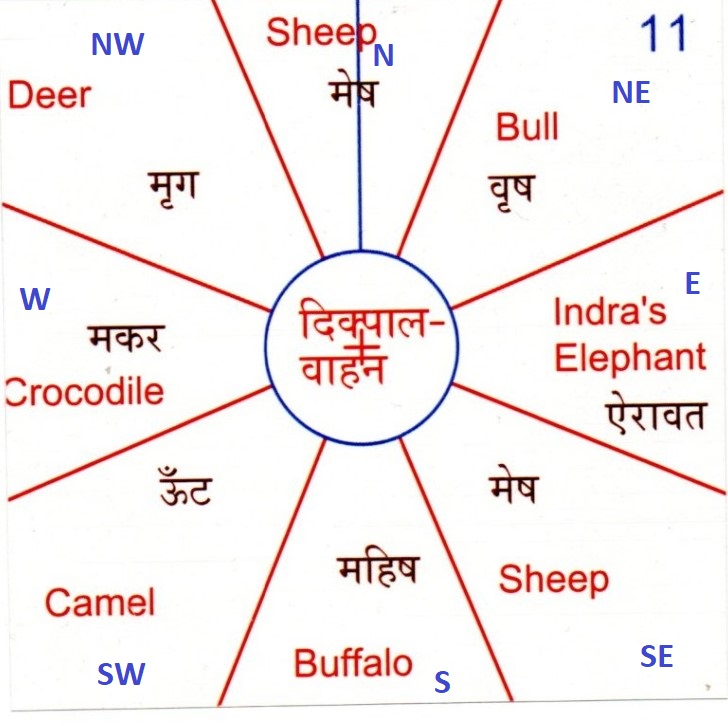 NW
Sheep
N
11
Deer
मेष
NE
Bull
मृग
वृष
W
E
मकर
दिक्पाल-
वाहन
Indra's
Elephant
Crocodile
ऐरावत
ऊँट
मेष
महिष
Sheep
Camel
Buffalo
SW
S
SE